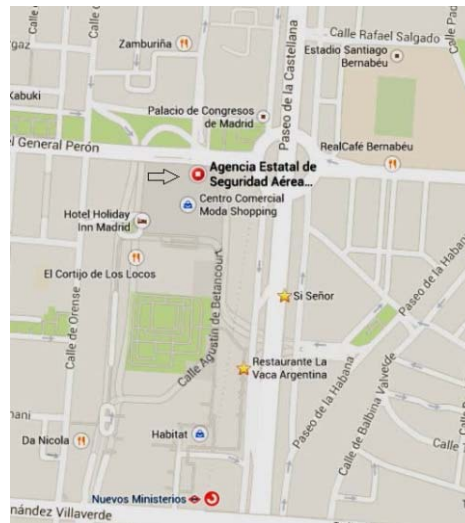 Calle Rafael Salgado
Zamburiña
Estadio Santiago
Bernabéu
Paseo de la Castellana
Kabuki
Palacio de Congresos
de Madrid
RealCafé Bernabéu
el General Perón
Agencia Estatal de
Seguridad Aérea...
Centro Comercial
Moda Shopping
Hotel Holiday
Inn Madrid
El Cortijo de Los Locos
Calle de Orense
Calle Agustín de Betancourt
Si Señor
Paseo de la Habana
Restaurante La
Vaca Argentina
Paseo de la Habana
Calle de Balbina Valverde
Da Nicola
Habitat
Calle
Nuevos Ministerios
nández Villaverde